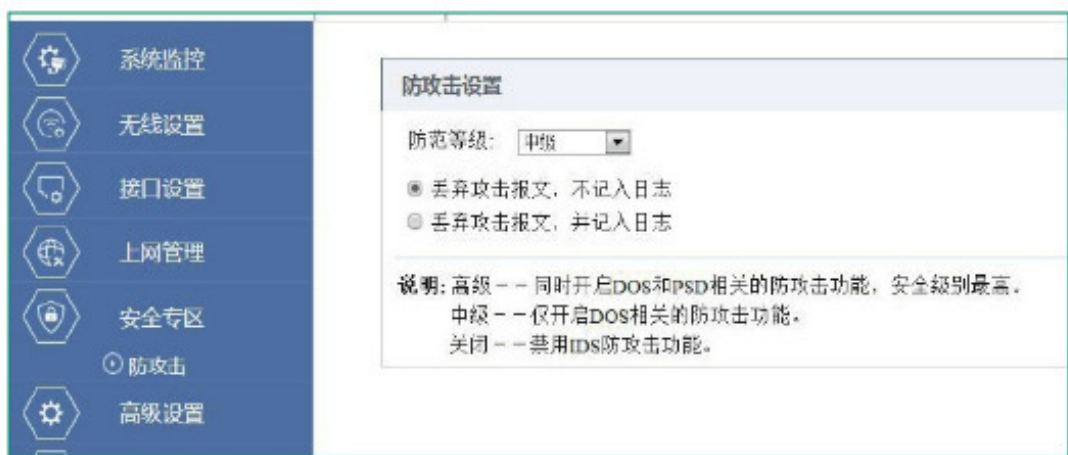 系统监控
无线设置
接口设置
上网管理
安全专区
防攻击
高级设置
防攻击设置
防范等级: 中级
丢弃攻击报文，不记入日志
丢弃攻击报文，并记入日志
说明: 高级－－同时开启DOS和PSD相关的防攻击功能，安全级别最高。
中级－－仅开启DOS相关的防攻击功能。
关闭－－禁用IDS防攻击功能。